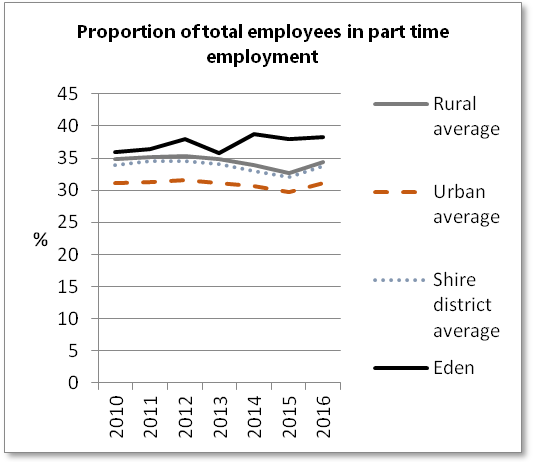 Proportion of total employees in part time
employment
45
40
35
30
25
20
15
10
5
0
%
2010
2011
2012
2013
2014
2015
2016
Rural
average
Urban
average
Shire
district
average
Eden